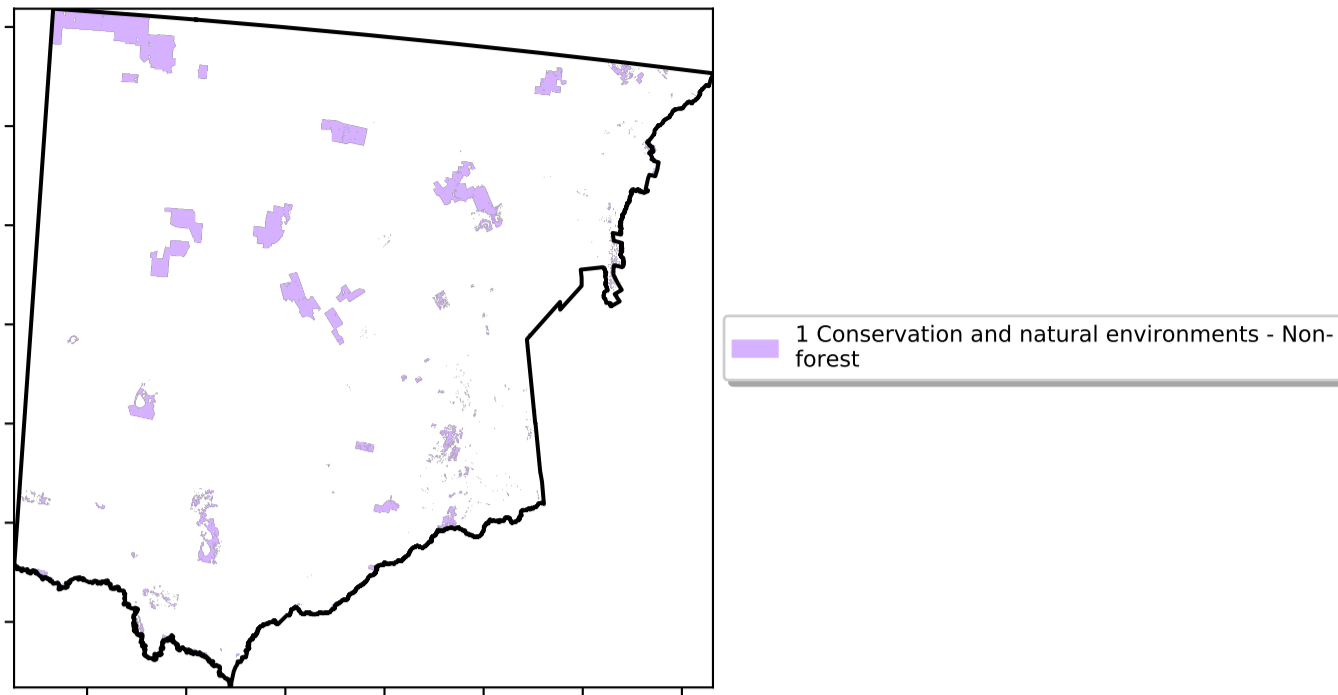 1 Conservation and natural environments - Non-
forest